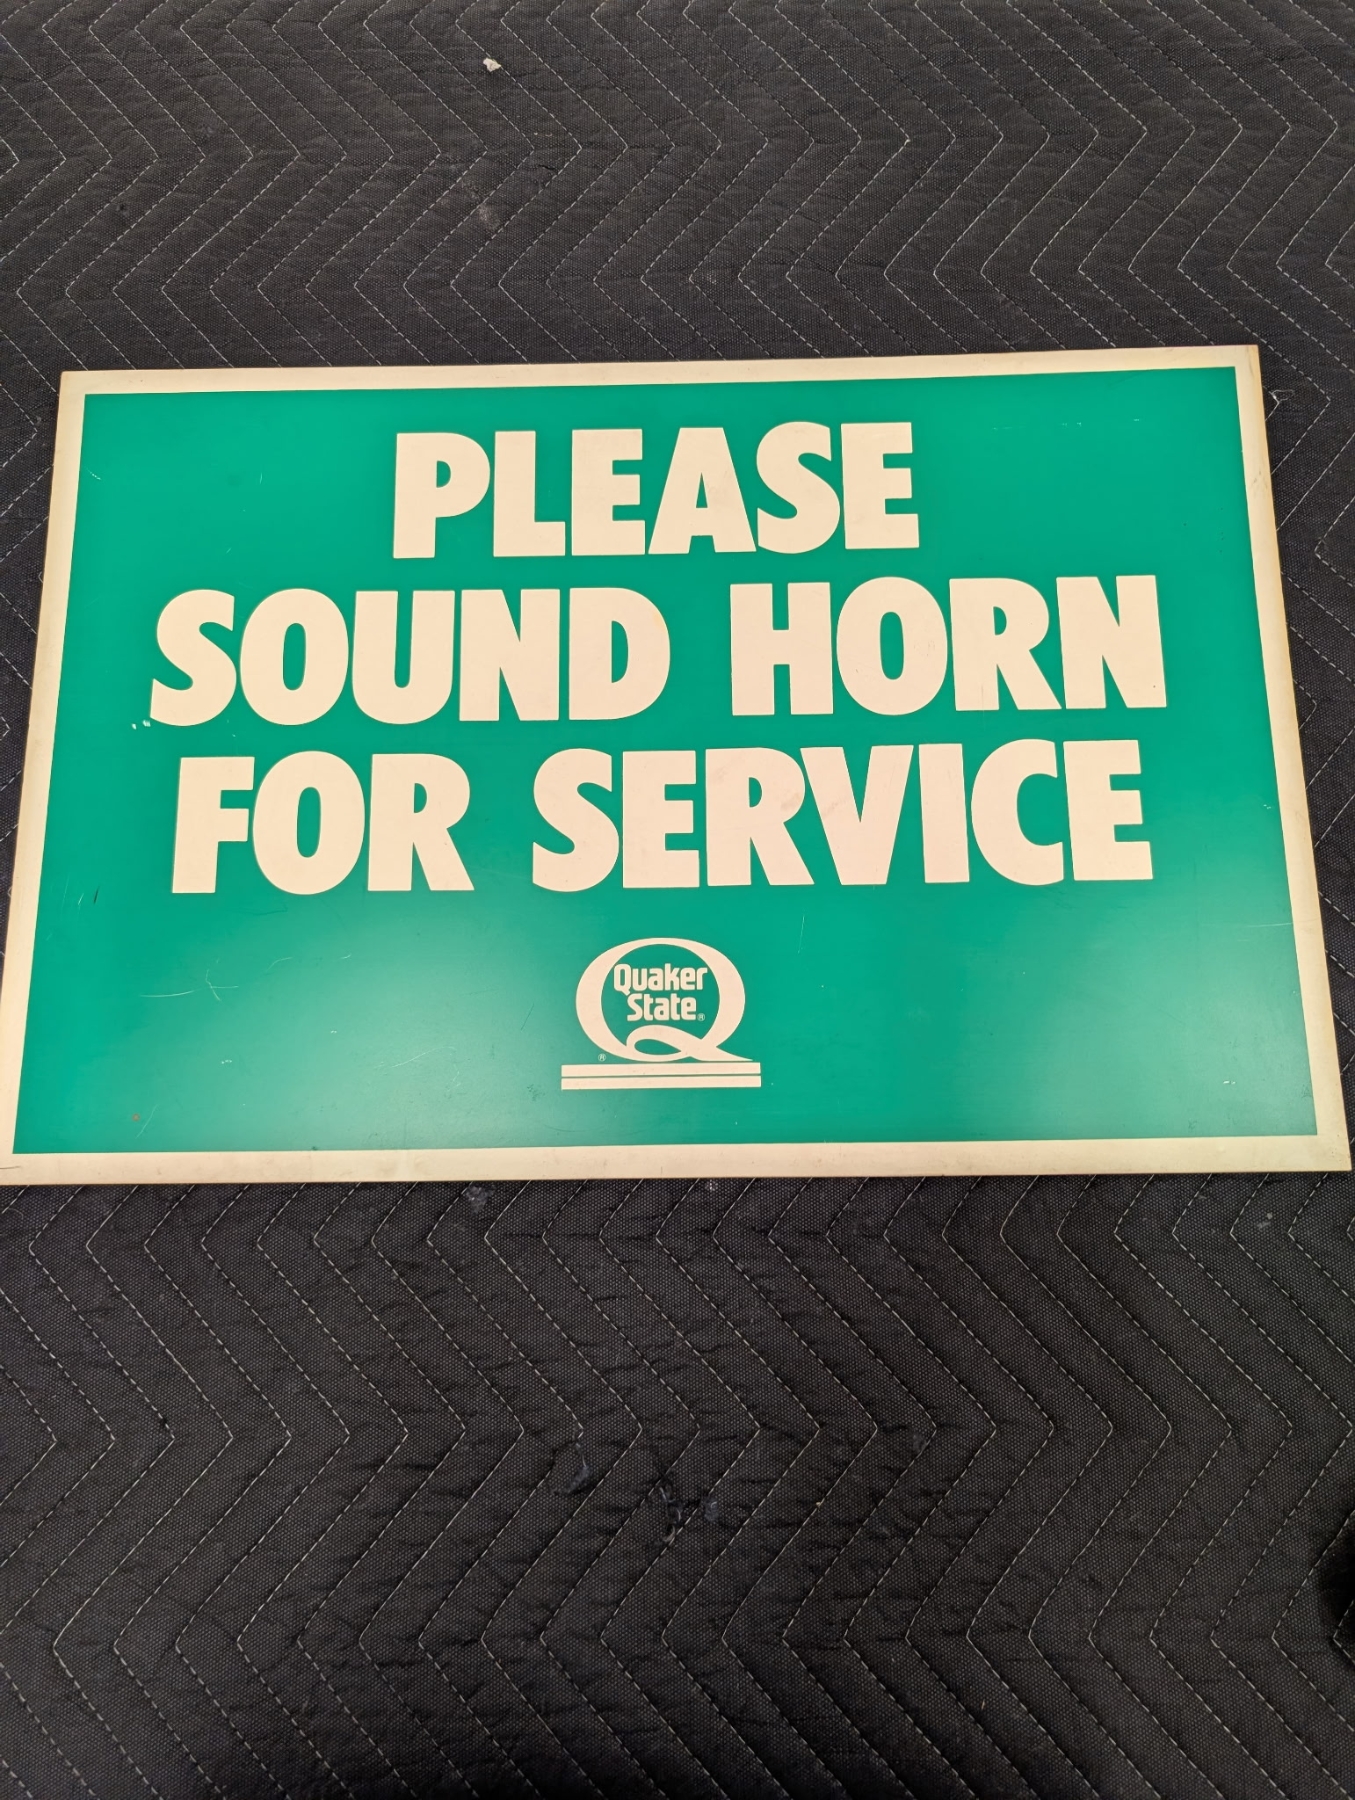 PLEASE
SOUND HORN
FOR SERVICE
Quaker
State®
®